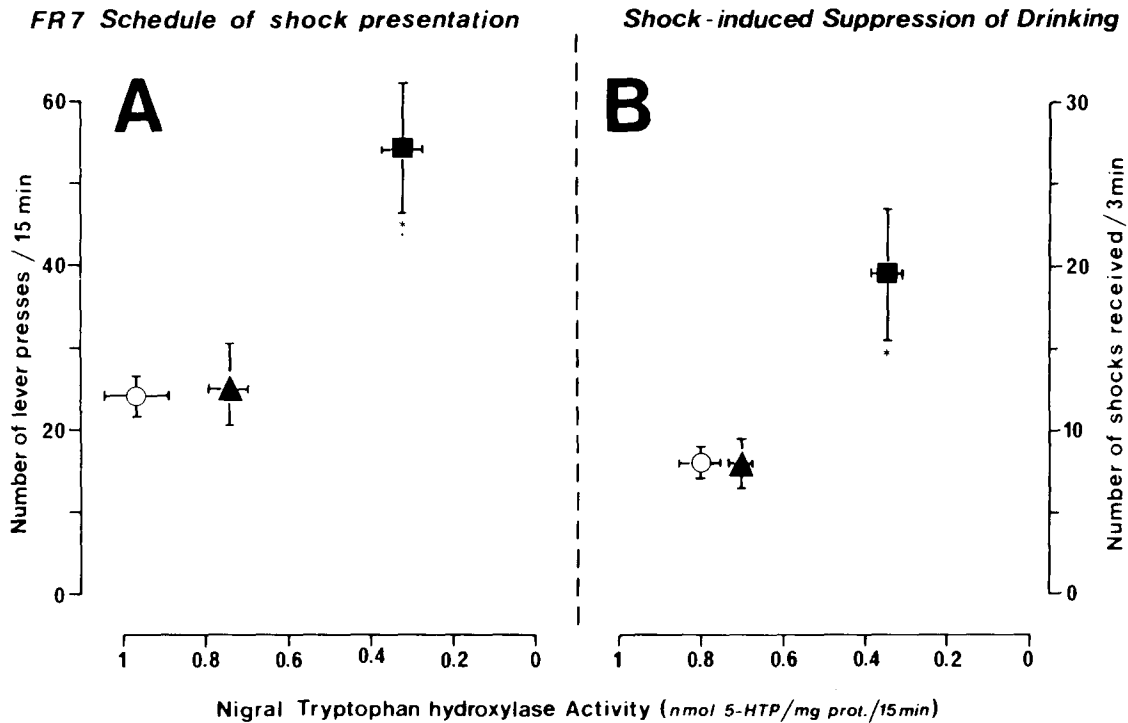 FR7 Schedule of shock presentation
Shock-induced Suppression of Drinking
A
B
Number of lever presses / 15 min
60
40
20
0
Number of shocks received / 3min
30
20
10
0
1 0.8 0.6 0.4 0.2 0
1 0.8 0.6 0.4 0.2 0
Nigral Tryptophan hydroxylase Activity (nmol 5-HTP/mg prot./15min)